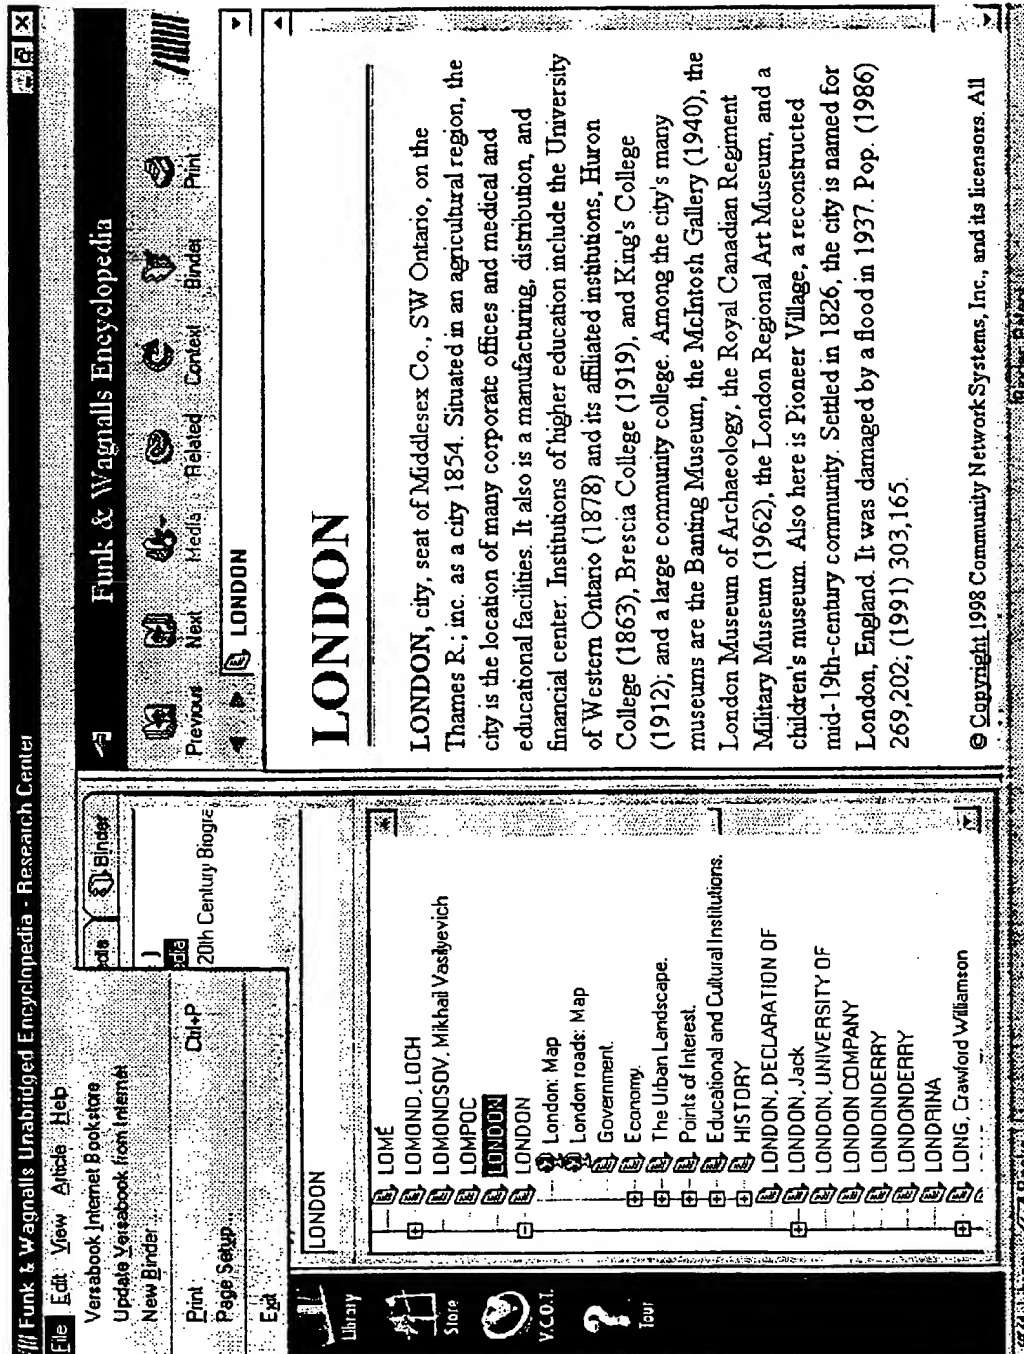 Funk & Wagnalls Unabridged Encyclopedia - Research Center
File Edit View Article Help
Versabook Internet Bookstore
Update Versabook from Internet
New Binder...
Print Ctrl+P
Page Setup...
Exit
Binder
20th Century Biogra
LONDON
LOMÉ
LOMOND, LOCH
LOMONOSOV, Mikhail Vasilyevich
LOMPOC
LONDON
LONDON
London: Map
London roads: Map
Government.
Economy.
The Urban Landscape.
Points of Interest.
Educational and Cultural Institutions.
HISTORY
LONDON, DECLARATION OF
LONDON, Jack
LONDON, UNIVERSITY OF
LONDON COMPANY
LONDONDERRY
LONDONDERRY
LONDRINA
LONG, Crawford Williamson
Library
Store
V.C.O.T.
Tour
Funk & Wagnalls Encyclopedia
Previous Next Media Related Context Binder Print
LONDON
LONDON
LONDON, city, seat of Middlesex Co., SW Ontario, on the
Thames R.; inc. as a city 1854. Situated in an agricultural region, the
city is the location of many corporate offices and medical and
educational facilities. It also is a manufacturing, distribution, and
financial center. Institutions of higher education include the University
of Western Ontario (1878) and its affiliated institutions, Huron
College (1863), Brescia College (1919), and King's College
(1912); and a large community college. Among the city's many
museums are the Banting Museum, the McIntosh Gallery (1940), the
London Museum of Archaeology, the Royal Canadian Regiment
Military Museum (1962), the London Regional Art Museum, and a
children's museum. Also here is Pioneer Village, a reconstructed
mid-19th-century community. Settled in 1826, the city is named for
London, England. It was damaged by a flood in 1937. Pop. (1986)
269,202; (1991) 303,165.
© Copyright 1998 Community Network Systems, Inc., and its licensors. All